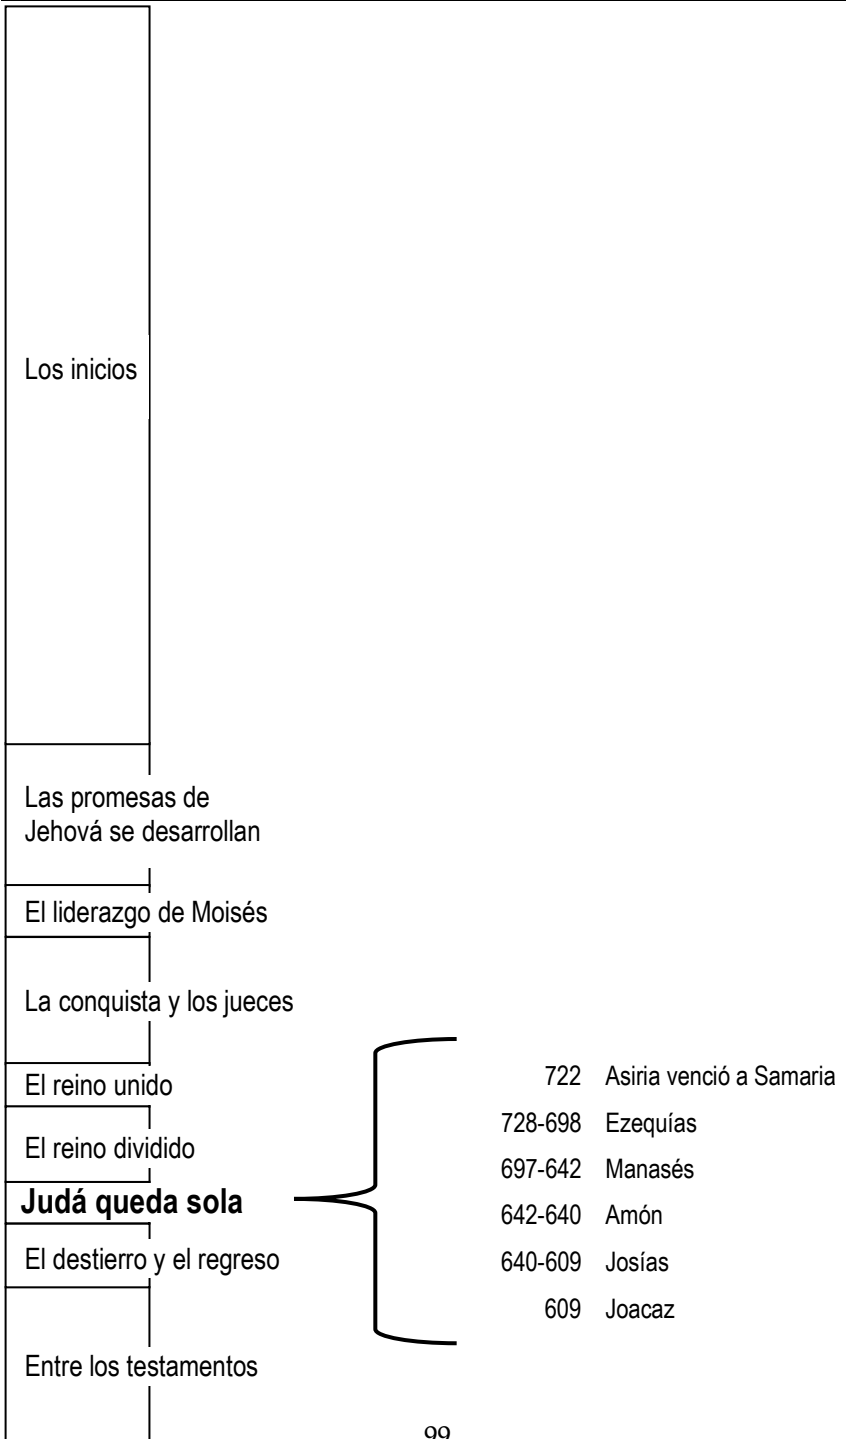 Los inicios
Las promesas de
Jehová se desarrollan
El liderazgo de Moisés
La conquista y los jueces
El reino unido
El reino dividido
Judá queda sola
El destierro y el regreso
Entre los testamentos
722 Asiria venció a Samaria
728-698 Ezequías
697-642 Manasés
642-640 Amón
640-609 Josías
609 Joacaz
99